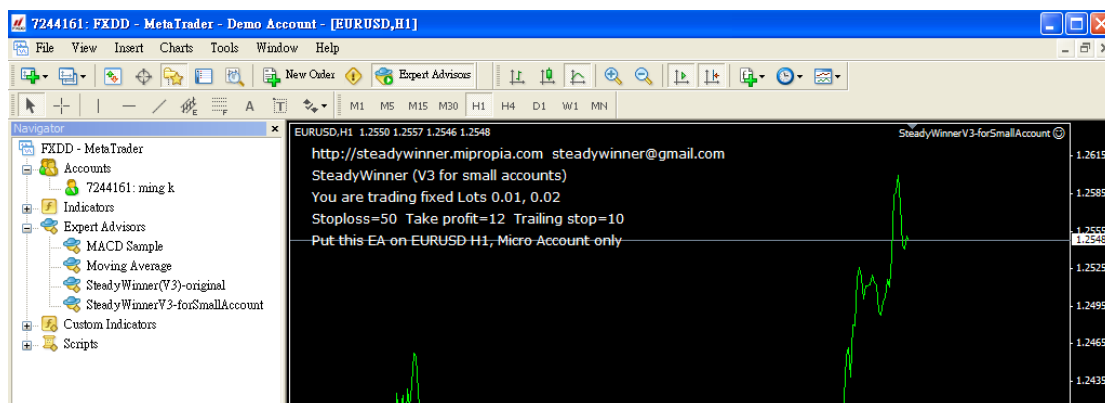 7244161: FXDD - MetaTrader - Demo Account - [EURUSD,H1]
File View Insert Charts Tools Window Help
New Order Expert Advisors
A T M1 M5 M15 M30 H1 H4 D1 W1 MN
Navigator
FXDD - MetaTrader
Accounts
7244161: ming k
Indicators
Expert Advisors
MACD Sample
Moving Average
SteadyWinner(V3)-original
SteadyWinnerV3-forSmallAccount
Custom Indicators
Scripts
EURUSD,H1 1.2550 1.2557 1.2546 1.2548
SteadyWinnerV3-forSmallAccount
http://steadywinner.mipropia.com steadywinner@gmail.com
SteadyWinner (V3 for small accounts)
You are trading fixed Lots 0.01, 0.02
Stoploss=50 Take profit=12 Trailing stop=10
Put this EA on EURUSD H1, Micro Account only
1.2615
1.2585
1.2555
1.2548
1.2525
1.2495
1.2465
1.2435